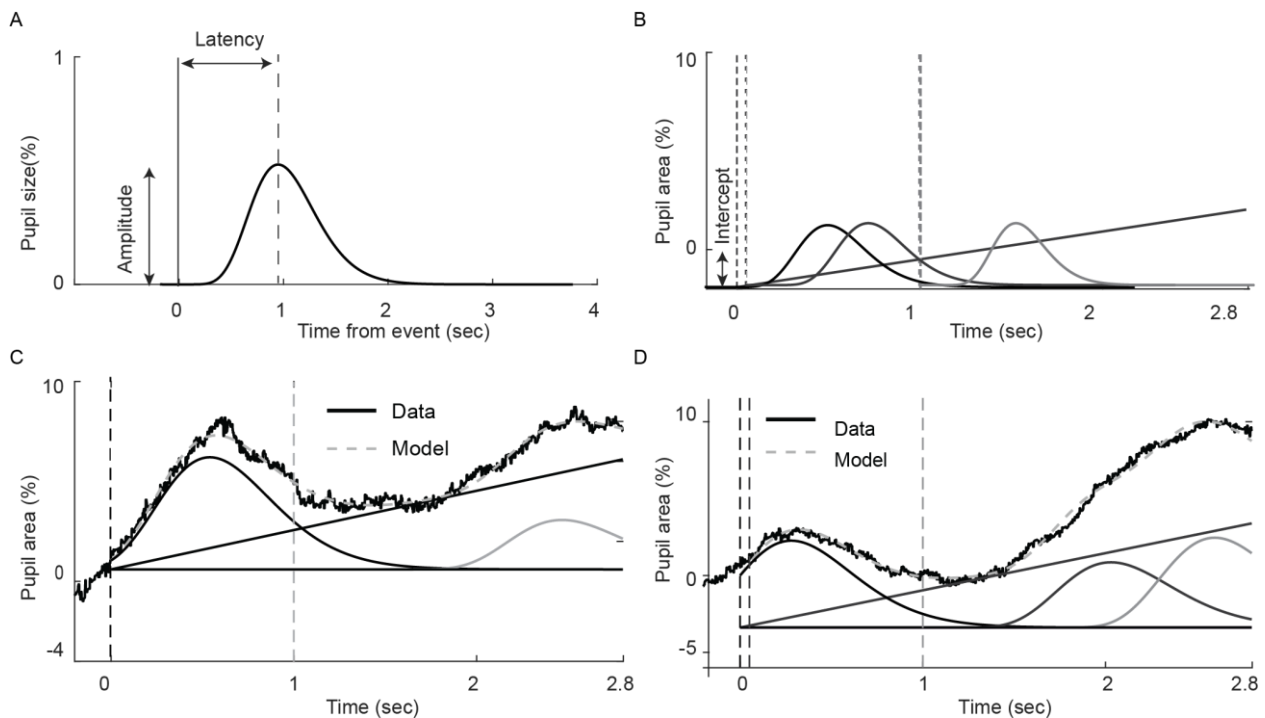 A
Latency
1
Pupil size(%)
Amplitude
0
0 1 2 3 4
Time from event (sec)
B
10
Pupil area (%)
0
Intercept
0 1 2 2.8
Time (sec)
C
10
Data
Model
Pupil area (%)
0
-4
0 1 2 2.8
Time (sec)
D
10
Data
Model
Pupil area (%)
0
-5
0 1 2 2.8
Time (sec)